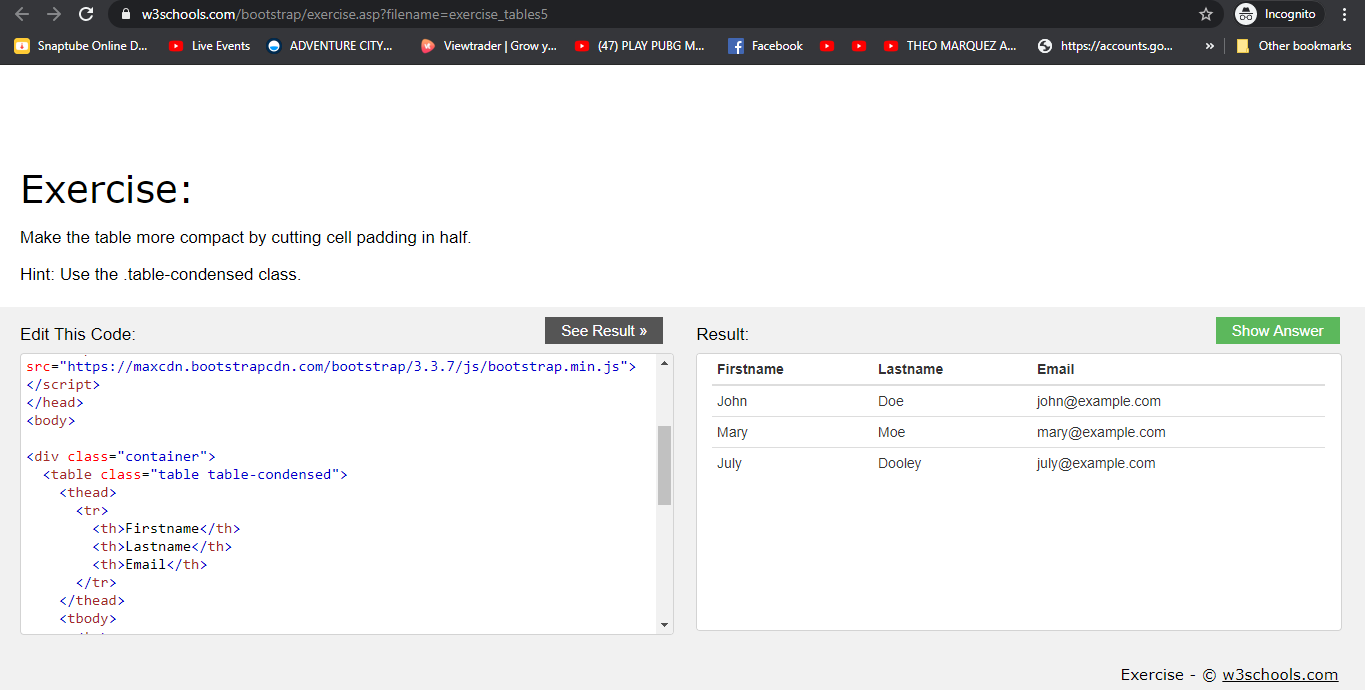 w3schools.com/bootstrap/exercise.asp?filename=exercise_tables5
Incognito
Snaptube Online D... Live Events ADVENTURE CITY... Viewtrader | Grow y... (47) PLAY PUBG M... Facebook THEO MARQUEZ A... https://accounts.go... » Other bookmarks
Exercise:
Make the table more compact by cutting cell padding in half.
Hint: Use the .table-condensed class.
Edit This Code:
See Result »
src="https://maxcdn.bootstrapcdn.com/bootstrap/3.3.7/js/bootstrap.min.js">
</script>
</head>
<body>
<div class="container">
<table class="table table-condensed">
<thead>
<tr>
<th>Firstname</th>
<th>Lastname</th>
<th>Email</th>
</tr>
</thead>
<tbody>
Result:
Show Answer
Firstname Lastname Email
John Doe john@example.com
Mary Moe mary@example.com
July Dooley july@example.com
Exercise - © w3schools.com